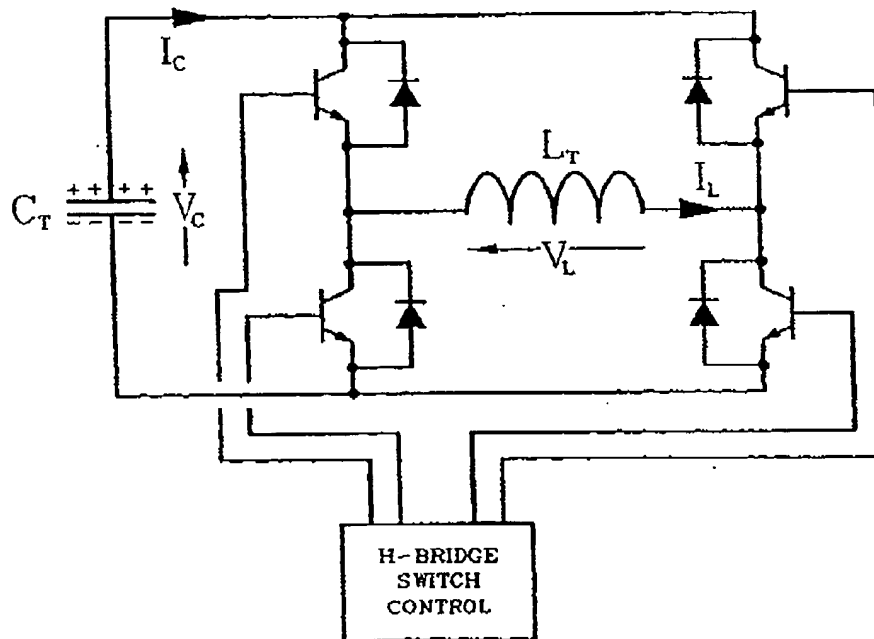 I_C
+ + + +
C_T
- - - -
V_C
L_T
I_L
V_L
H-BRIDGE
SWITCH
CONTROL